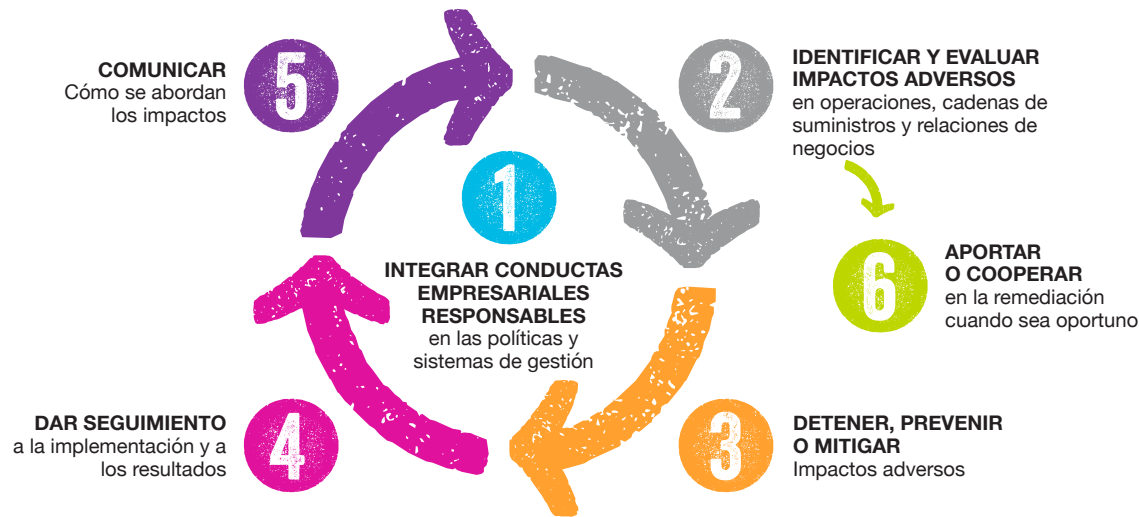 1
INTEGRAR CONDUCTAS
EMPRESARIALES
RESPONSABLES
en las políticas y
sistemas de gestión
2
IDENTIFICAR Y EVALUAR
IMPACTOS ADVERSOS
en operaciones, cadenas de
suministros y relaciones de
negocios
3
DETENER, PREVENIR
O MITIGAR
Impactos adversos
4
DAR SEGUIMIENTO
a la implementación y a
los resultados
5
COMUNICAR
Cómo se abordan
los impactos
6
APORTAR
O COOPERAR
en la remediación
cuando sea oportuno